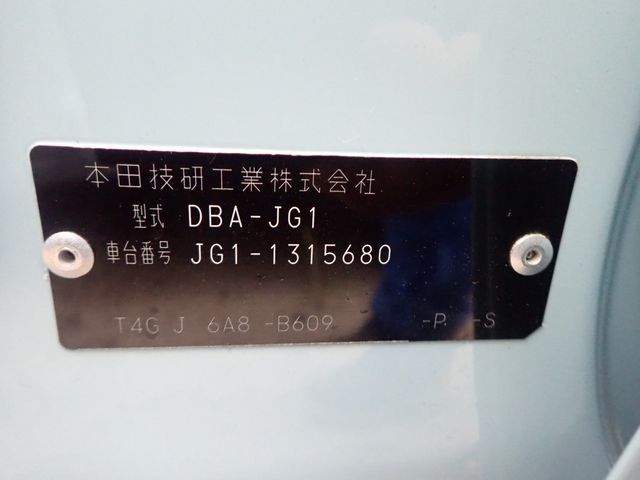 本田技研工業株式会社
型式 DBA-JG1
車台番号 JG1-1315680
T4G J 6A8 -B609 -P -S